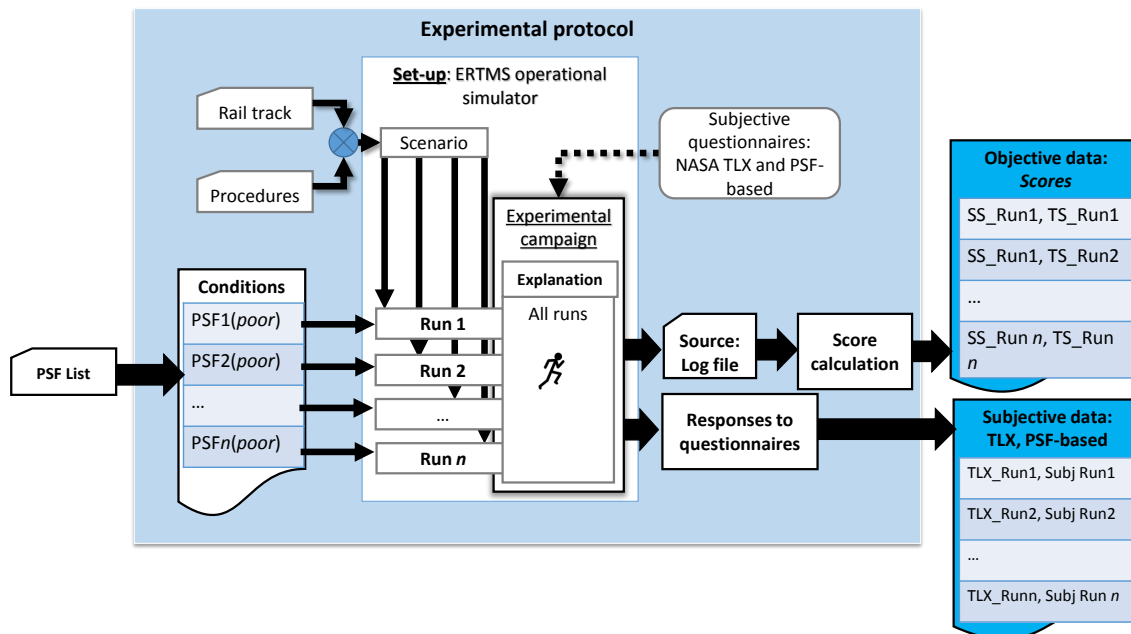 Experimental protocol
Set-up: ERTMS operational
simulator
Rail track
Procedures
Scenario
Subjective
questionnaires:
NASA TLX and PSF-
based
Experimental
campaign
Explanation
All runs
PSF List
Conditions
PSF1(poor)
PSF2(poor)
...
PSFn(poor)
Run 1
Run 2
...
Run n
Source:
Log file
Score
calculation
Responses to
questionnaires
Objective data:
Scores
SS_Run1, TS_Run1
SS_Run1, TS_Run2
...
SS_Run n, TS_Run
n
Subjective data:
TLX, PSF-based
TLX_Run1, Subj Run1
TLX_Run2, Subj Run2
...
TLX_Runn, Subj Run n